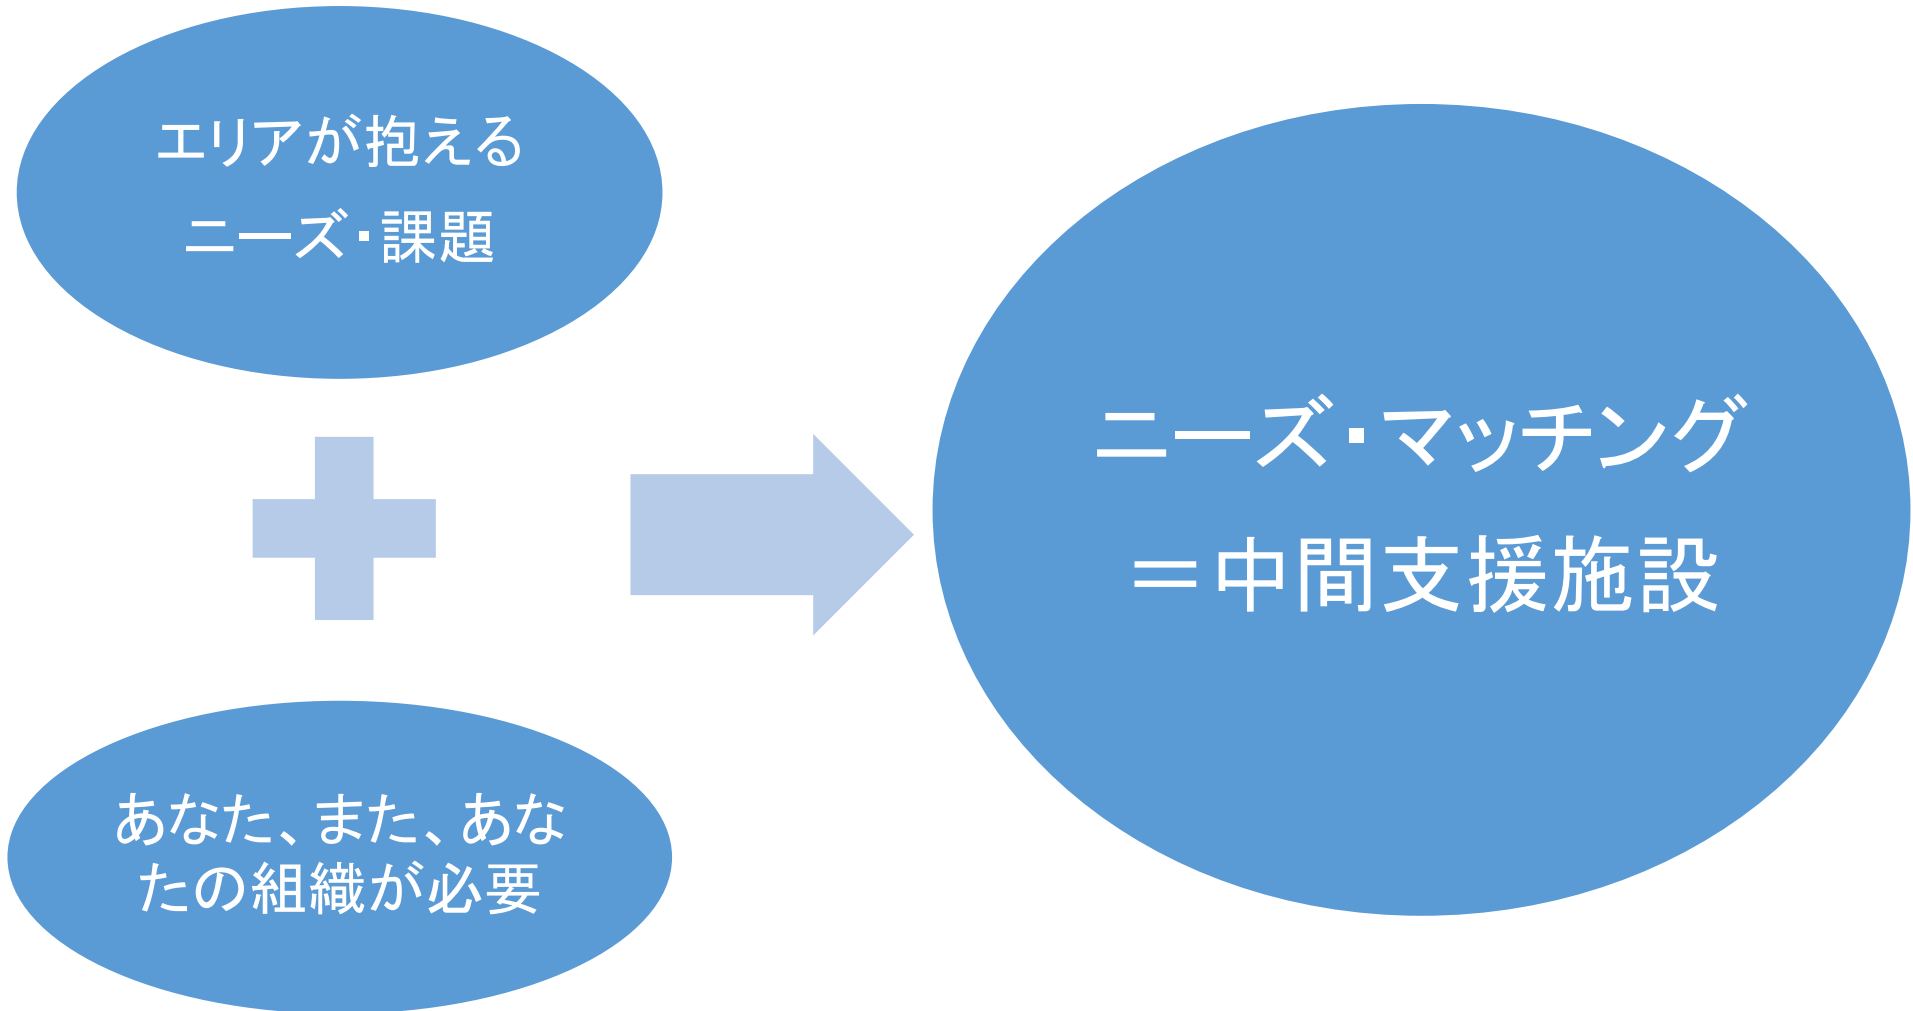 エリアが抱える
ニーズ・課題
あなた、また、あな
たの組織が必要
ニーズ・マッチング
＝中間支援施設